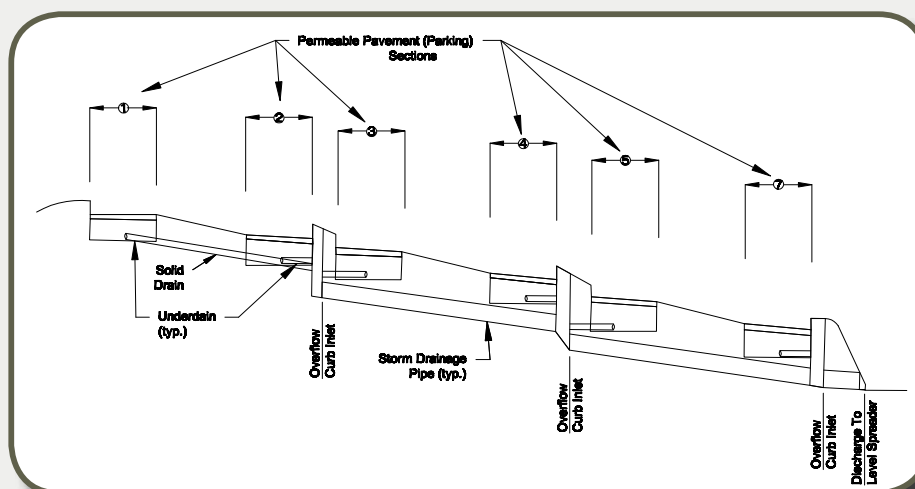 Permeable Pavement (Parking)
Sections
1
2
3
4
5
7
Solid
Drain
Underdain
(typ.)
Overflow
Curb Inlet
Storm Drainage
Pipe (typ.)
Overflow
Curb Inlet
Overflow
Curb Inlet
Discharge To
Level Spreader